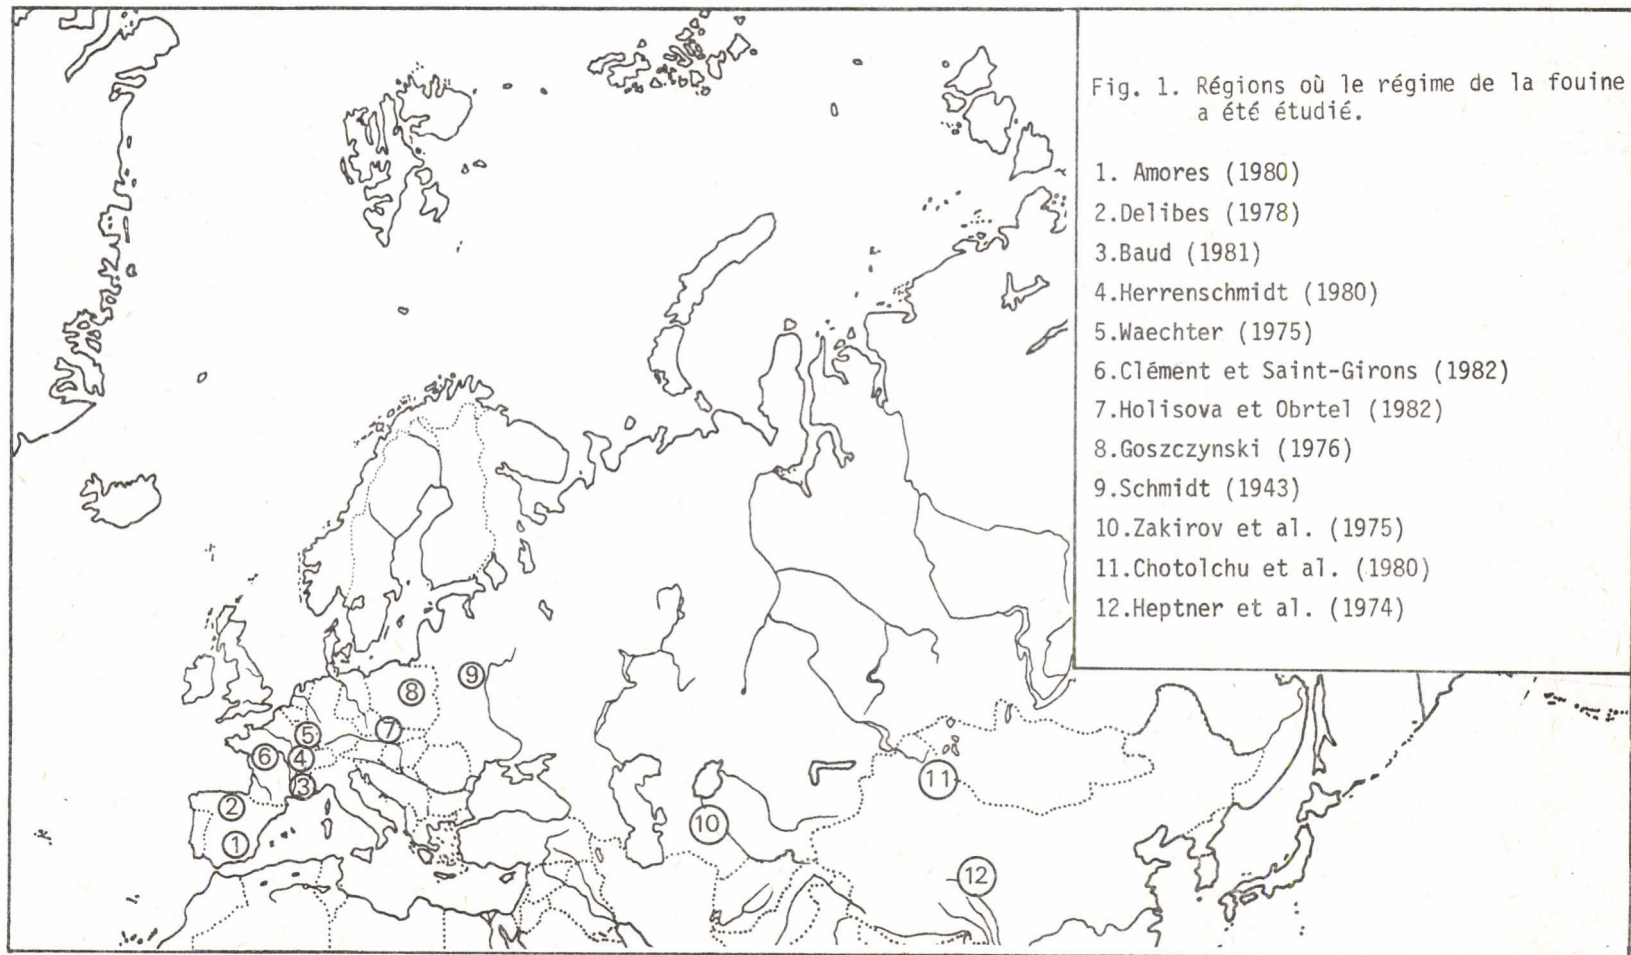 Fig. 1. Régions où le régime de la fouine
a été étudié.
1. Amores (1980)
2.Delibes (1978)
3.Baud (1981)
4.Herrenschmidt (1980)
5.Waechter (1975)
6.Clément et Saint-Girons (1982)
7.Holisova et Obrtel (1982)
8.Goszczynski (1976)
9.Schmidt (1943)
10.Zakirov et al. (1975)
11.Chotolchu et al. (1980)
12.Heptner et al. (1974)
9
8
7
5
6
4
11
3
2
10
1
12